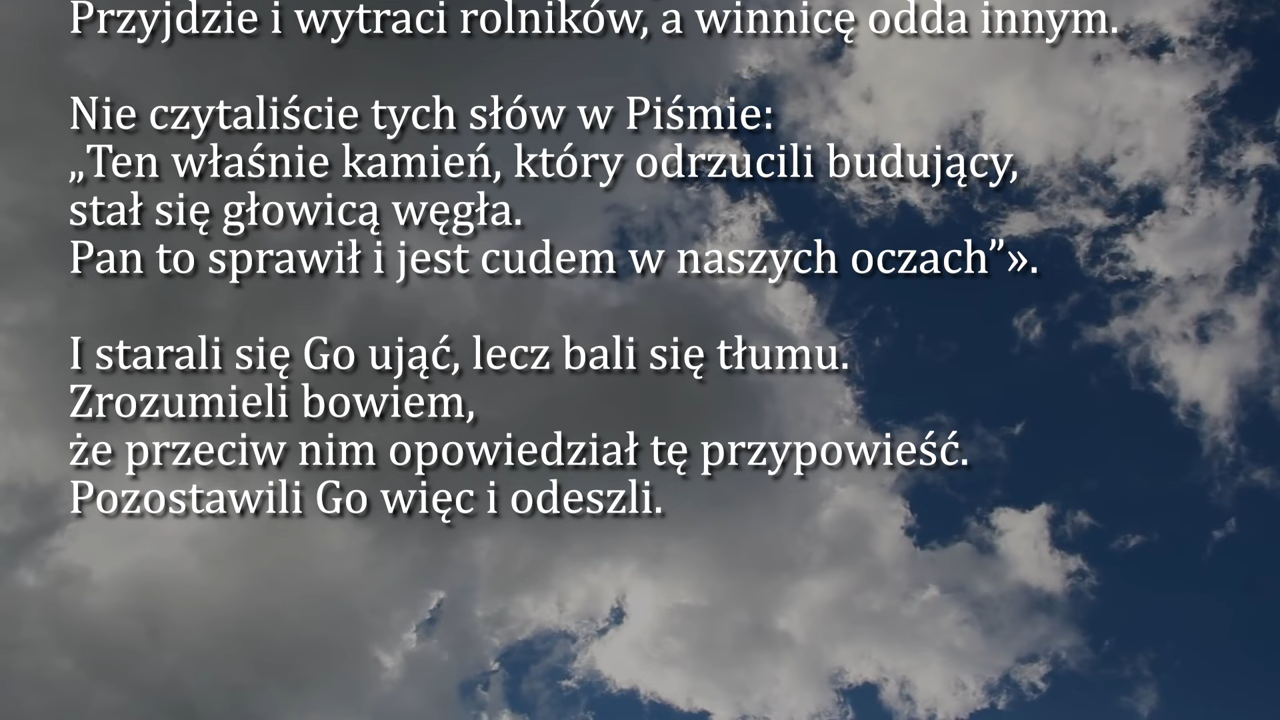 Przyjdzie i wytraci rolników, a winnicę odda innym.
Nie czytaliście tych słów w Piśmie:
„Ten właśnie kamień, który odrzucili budujący,
stał się głowicą węgła.
Pan to sprawił i jest cudem w naszych oczach”».
I starali się Go ująć, lecz bali się tłumu.
Zrozumieli bowiem,
że przeciw nim opowiedział tę przypowieść.
Pozostawili Go więc i odeszli.